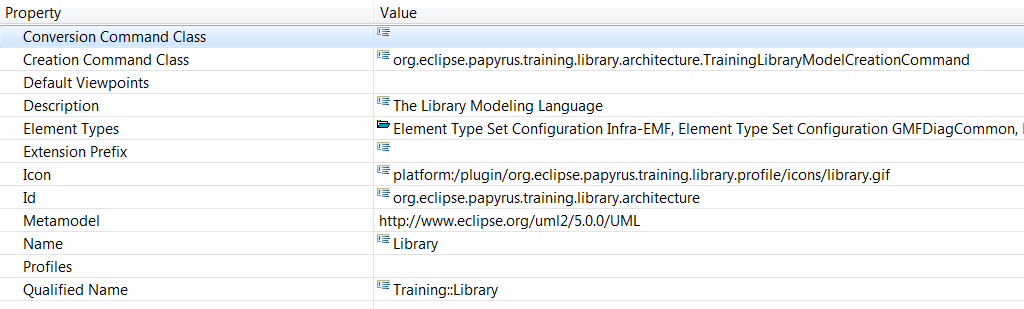 Property Value
Conversion Command Class
Creation Command Class org.eclipse.papyrus.training.library.architecture.TrainingLibraryModelCreationCommand
Default Viewpoints
Description The Library Modeling Language
Element Types Element Type Set Configuration Infra-EMF, Element Type Set Configuration GMFDiagCommon,
Extension Prefix
Icon platform:/plugin/org.eclipse.papyrus.training.library.profile/icons/library.gif
Id org.eclipse.papyrus.training.library.architecture
Metamodel http://www.eclipse.org/uml2/5.0.0/UML
Name Library
Profiles
Qualified Name Training::Library